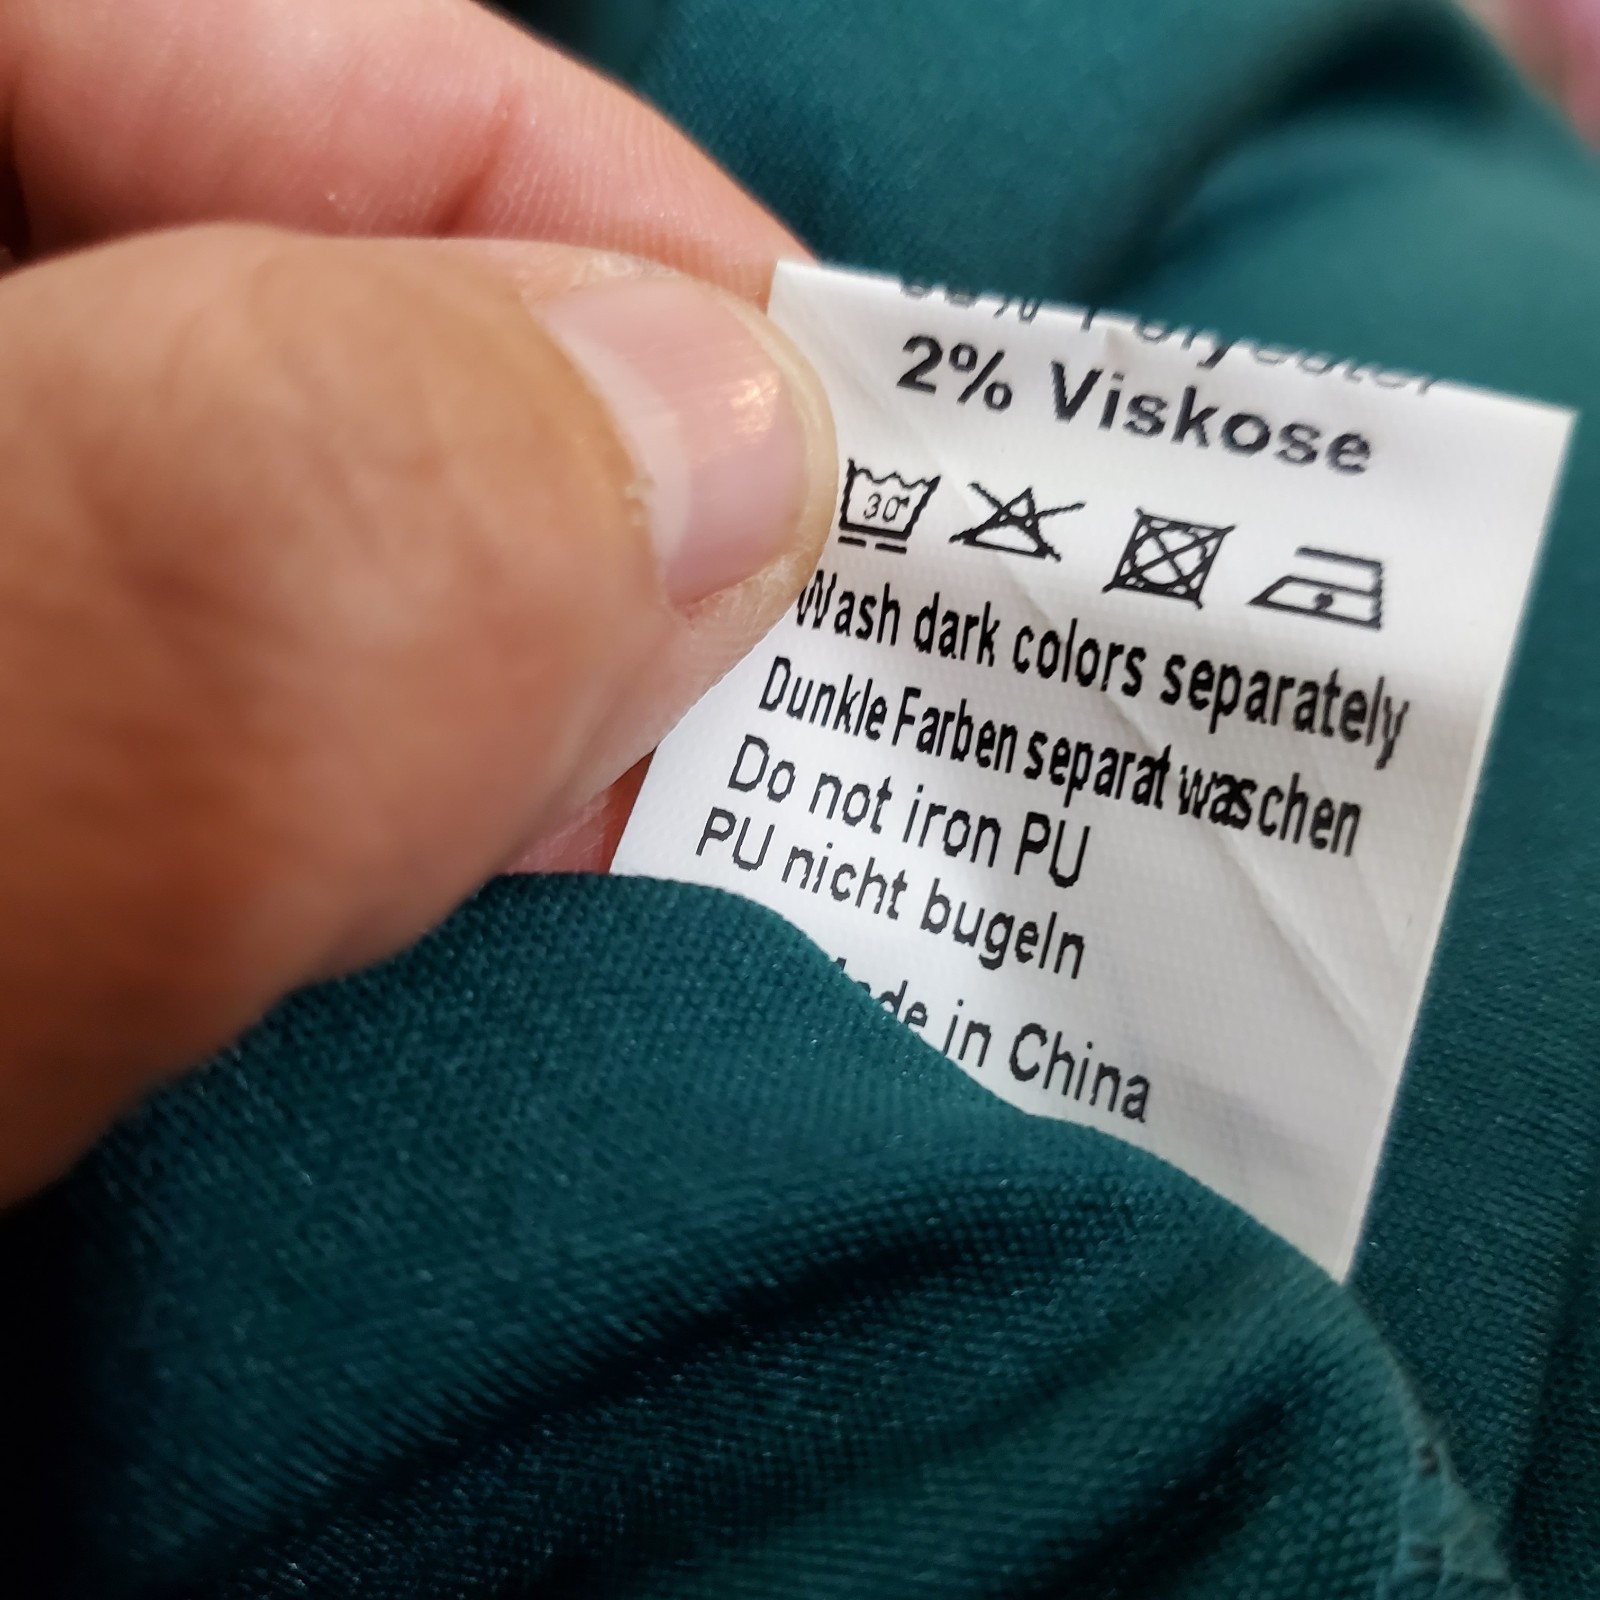 Polyester
2% Viskose
30°
Wash dark colors separately
Dunkle Farben separat waschen
Do not iron PU
PU nicht bugeln
in China